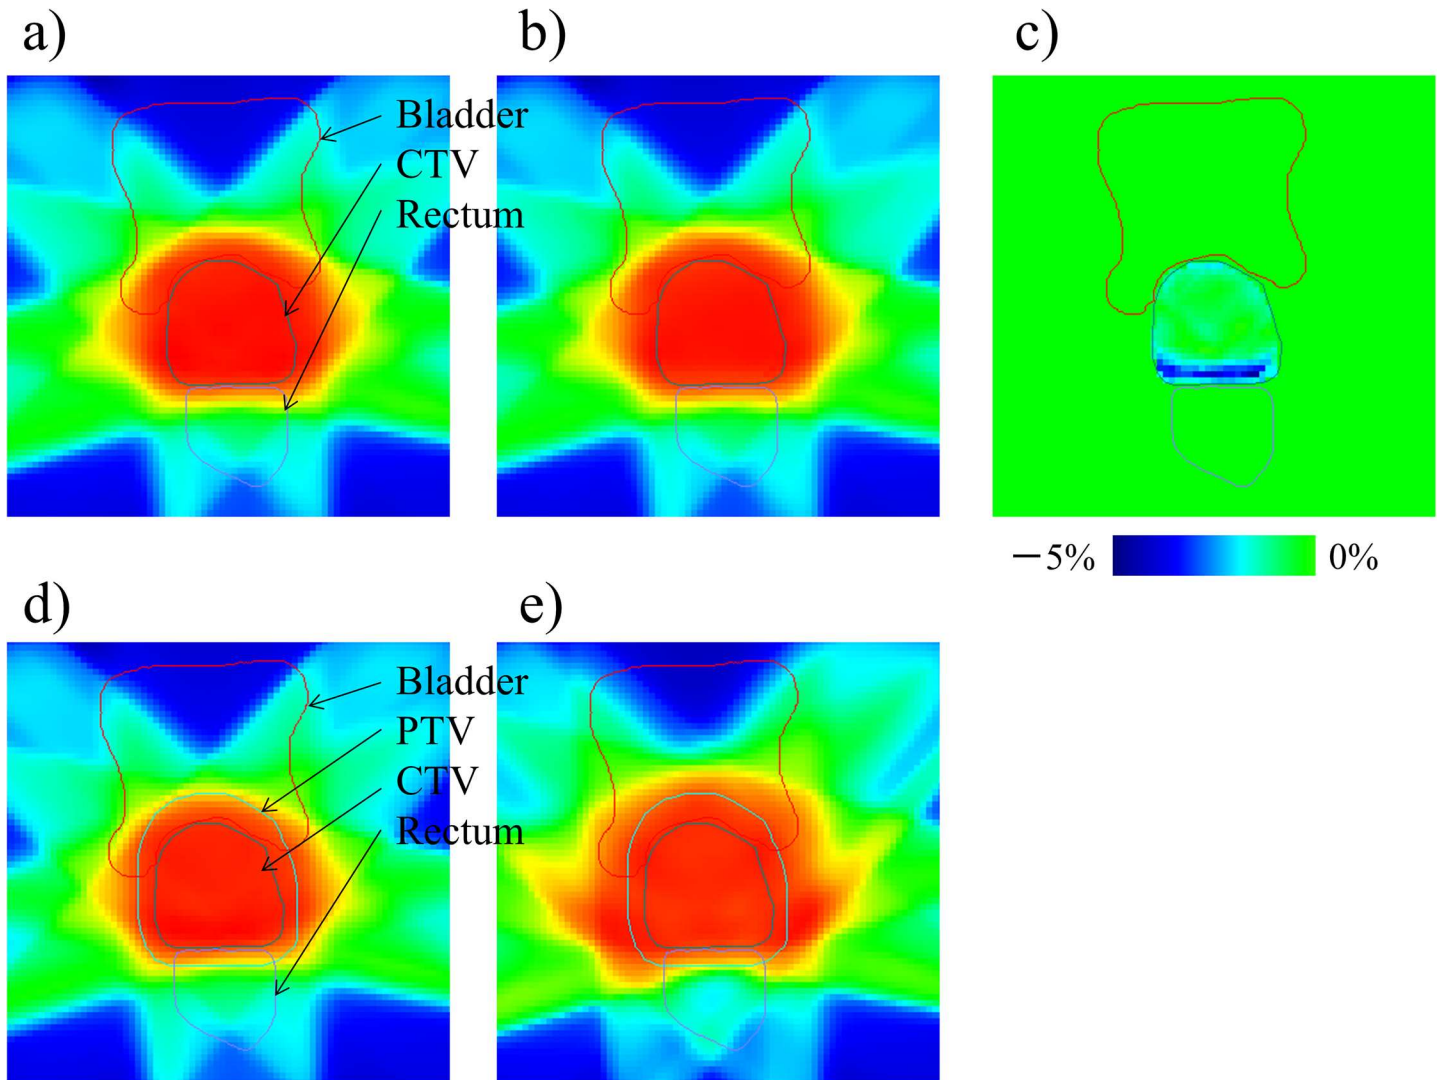 a)
b)
c)
Bladder
CTV
Rectum
−5%
0%
d)
e)
Bladder
PTV
CTV
Rectum